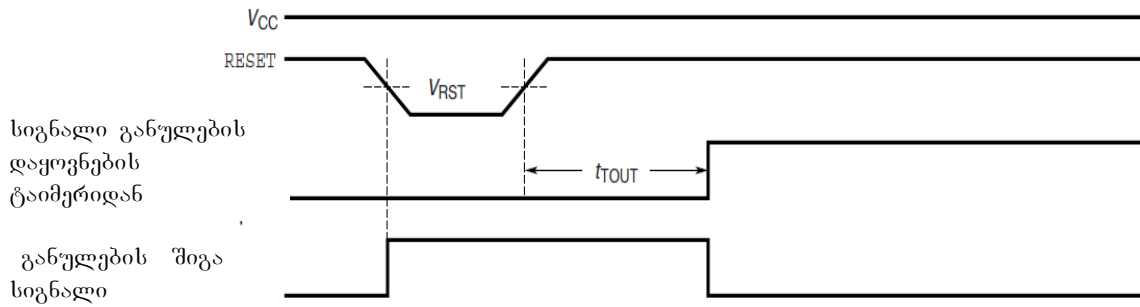 VCC
RESET
VRST
სიგნალი განულების
დაყოვნების
ტაიმერიდან
tTOUT
განულების შიგა
სიგნალი